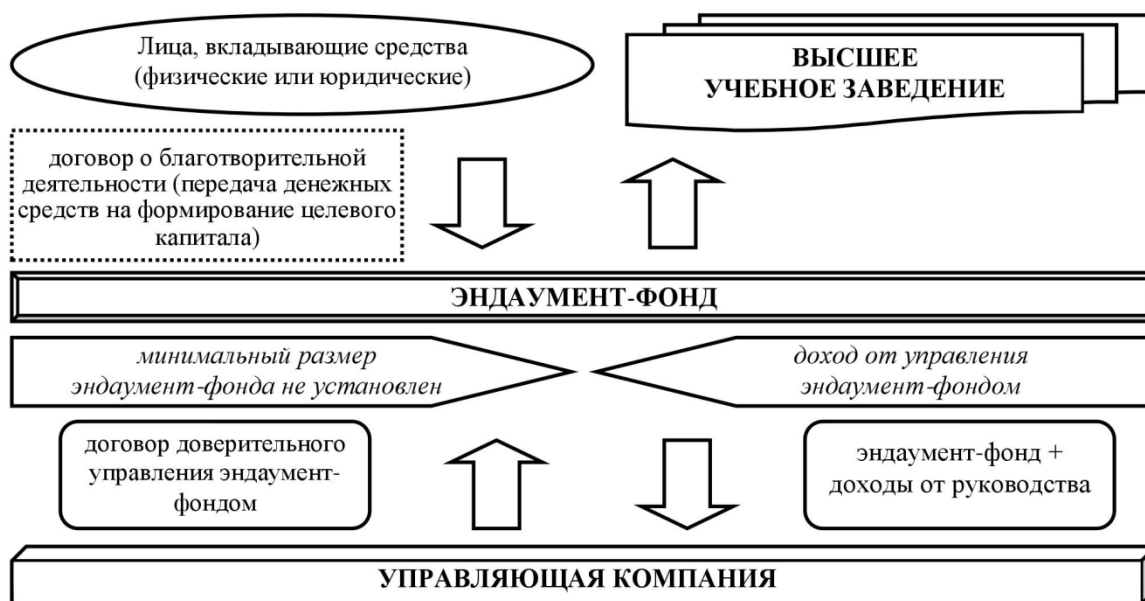 Лица, вкладывающие средства
(физические или юридические)
ВЫСШЕЕ
УЧЕБНОЕ ЗАВЕДЕНИЕ
договор о благотворительной
деятельности (передача денежных
средств на формирование целевого
капитала)
ЭНДАУМЕНТ-ФОНД
минимальный размер
эндаумент-фонда не установлен
доход от управления
эндаумент-фондом
договор доверительного
управления эндаумент-
фондом
эндаумент-фонд +
доходы от руководства
УПРАВЛЯЮЩАЯ КОМПАНИЯ